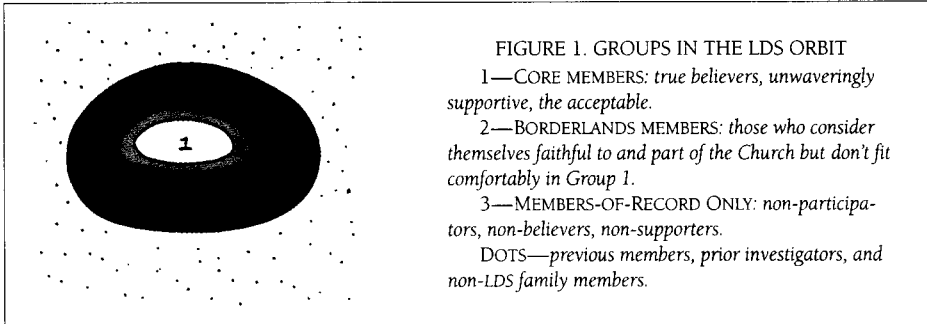 1
FIGURE 1. GROUPS IN THE LDS ORBIT
1—CORE MEMBERS: true believers, unwaveringly
supportive, the acceptable.
2—BORDERLANDS MEMBERS: those who consider
themselves faithful to and part of the Church but don't fit
comfortably in Group 1.
3—MEMBERS-OF-RECORD ONLY: non-participa-
tors, non-believers, non-supporters.
DOTS—previous members, prior investigators, and
non-LDS family members.